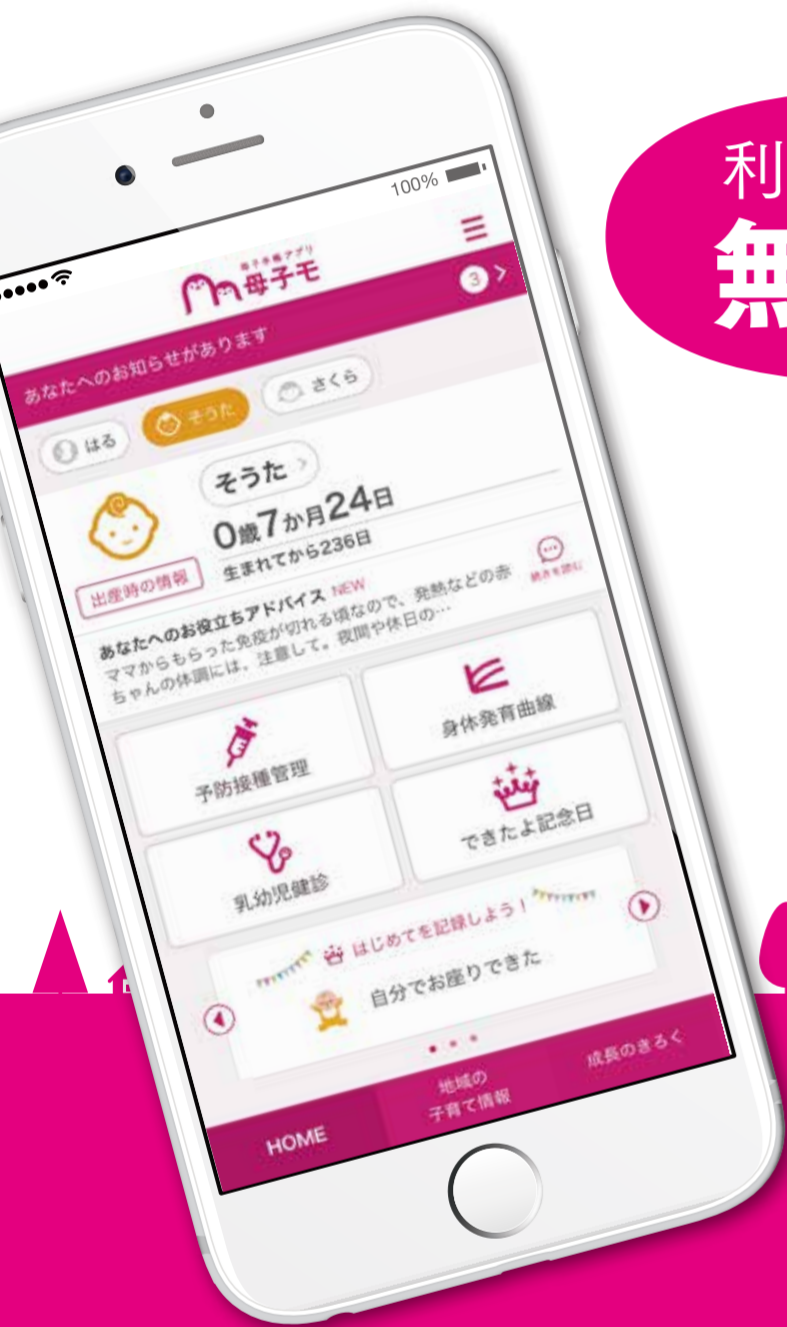 利
無
100%
母子手帳アプリ
母子モ
あなたへのお知らせがあります
3
はる
そうた
さくら
そうた
0歳7か月24日
生まれてから236日
出産時の情報
あなたへのお役立ちアドバイス NEW
ママからもらった免疫が切れる頃なので、発熱などの赤
ちゃんの体調には、注意して。夜間や休日の…
続きを読む
予防接種管理
身体発育曲線
乳幼児健診
できたよ記念日
はじめてを記録しよう！
自分でお座りできた
HOME
地域の
子育て情報
成長のきろく